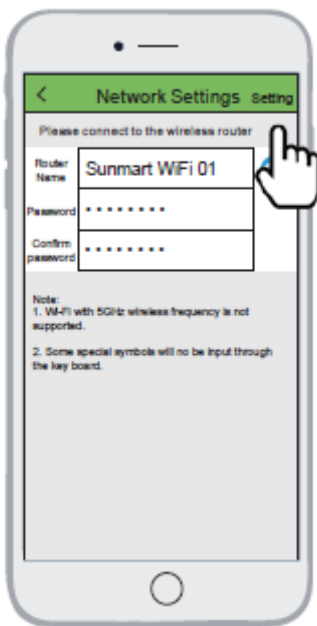 Network Settings Setting
Please connect to the wireless router
Router
Name
Sunmart WiFi 01
Password
Confirm
password
Note:
1. Wi-Fi with 5GHz wireless frequency is not
supported.
2. Some special symbols will no be input through
the key board.